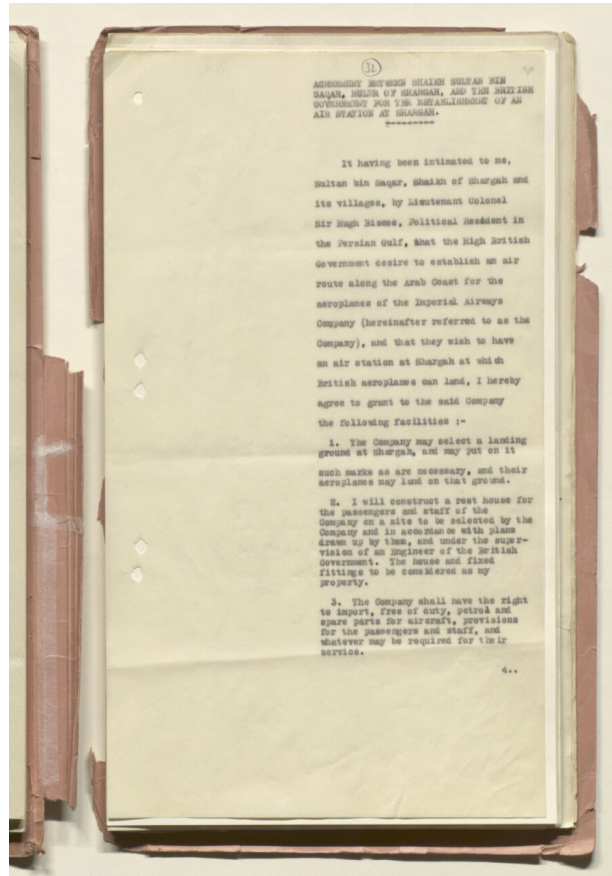 32
AGREEMENT BETWEEN SHAIKH SULTAN BIN
SAQAR, RULER OF SHARGAH, AND THE BRITISH
GOVERNMENT FOR THE ESTABLISHMENT OF AN
AIR STATION AT SHARGAH.
It having been intimated to me,
Sultan bin Saqar, Shaikh of Shargah and
its villages, by Lieutenant Colonel
Sir Hugh Biscoe, Political Resident in
the Persian Gulf, that the High British
Government desire to establish an air
route along the Arab Coast for the
aeroplanes of the Imperial Airways
Company (hereinafter referred to as the
Company), and that they wish to have
an air station at Shargah at which
British aeroplanes can land, I hereby
agree to grant to the said Company
the following facilities :-
1. The Company may select a landing
ground at Shargah, and may put on it
such marks as are necessary, and their
aeroplanes may land on that ground.
2. I will construct a rest house for
the passengers and staff of the
Company on a site to be selected by the
Company and in accordance with plans
drawn up by them, and under the super-
vision of an Engineer of the British
Government. The house and fixed
fittings to be considered as my
property.
3. The Company shall have the right
to import, free of duty, petrol and
spare parts for aircraft, provisions
for the passengers and staff, and
whatever may be required for their
service.
4..